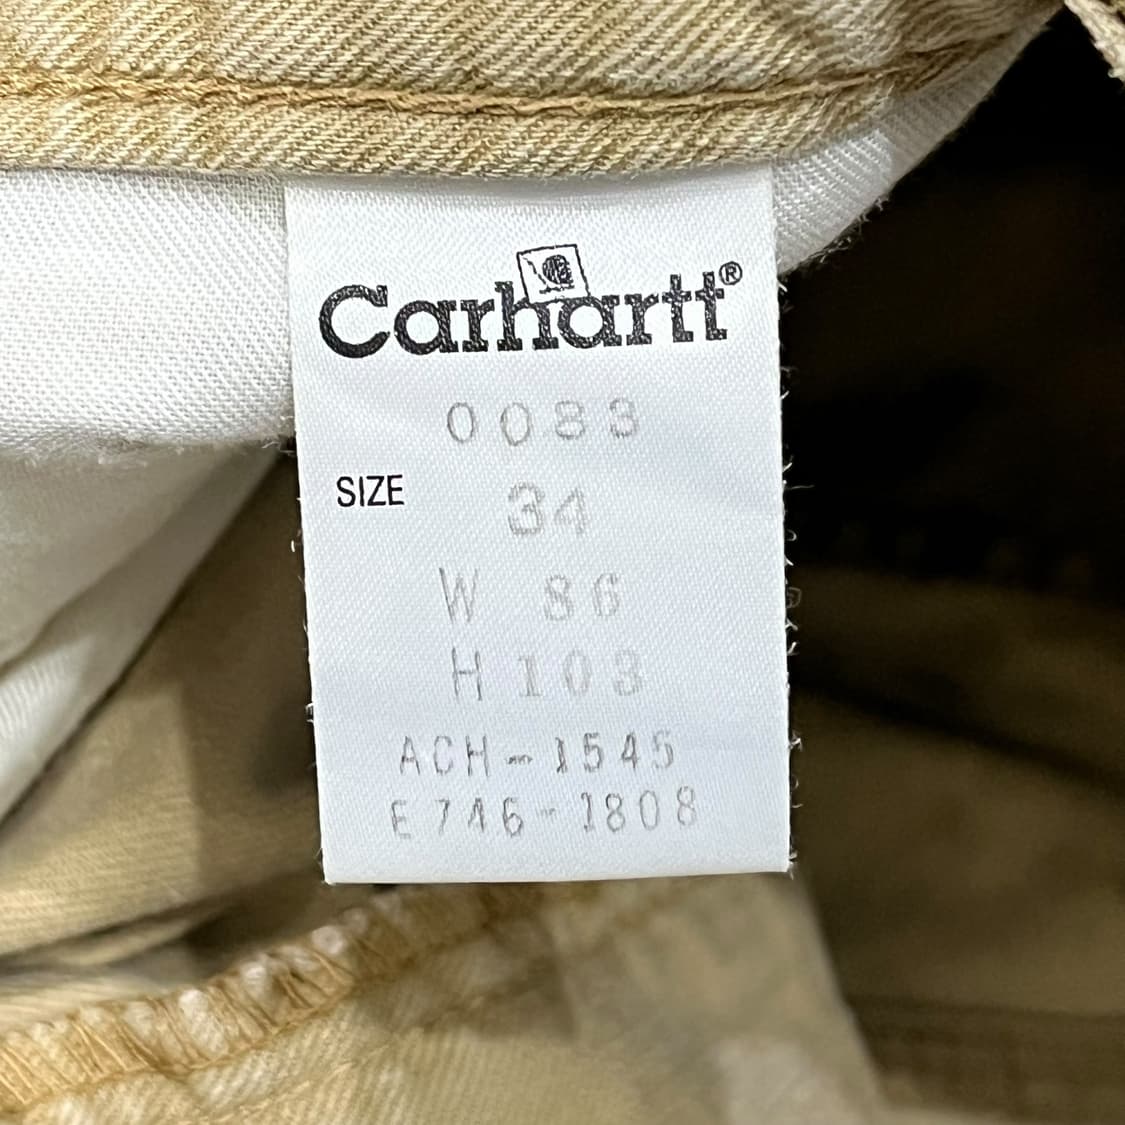 Carhartt®
0083
SIZE 34
W 86
H 103
ACH-1545
E746-1808